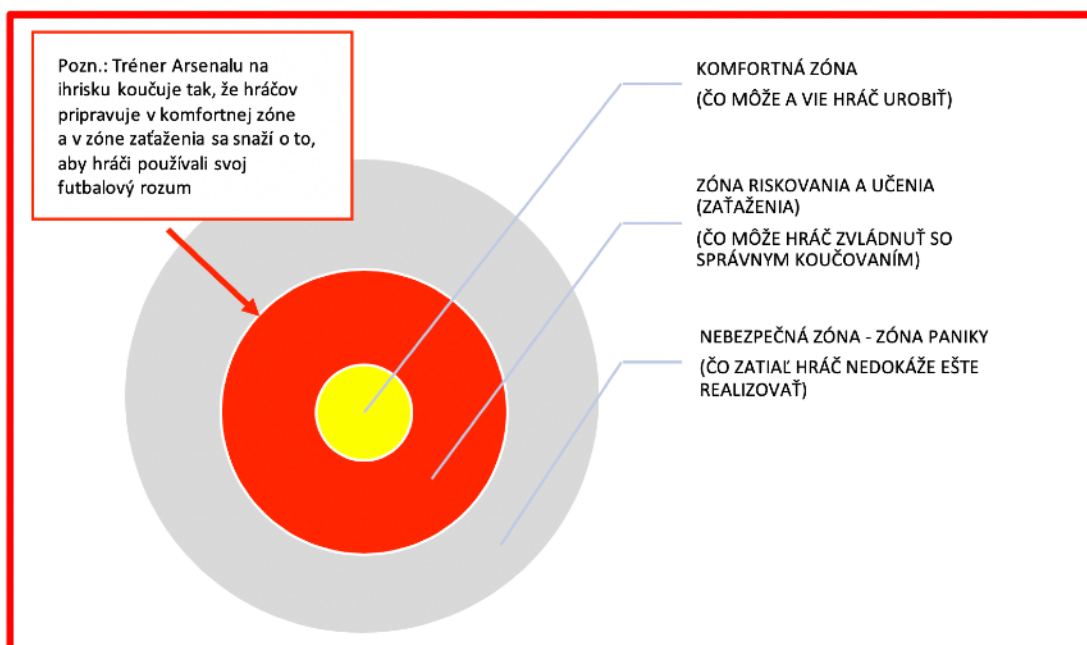 Pozn.: Tréner Arsenalu na
ihrisku koučuje tak, že hráčov
pripravuje v komfortnej zóne
a v zóne zaťaženia sa snaží o to,
aby hráči používali svoj
futbalový rozum
KOMFORTNÁ ZÓNA
(ČO MÔŽE A VIE HRÁČ UROBIŤ)
ZÓNA RISKOVANIA A UČENIA
(ZAŤAŽENIA)
(ČO MÔŽE HRÁČ ZVLÁDNUŤ SO
SPRÁVNYM KOUČOVANÍM)
NEBEZPEČNÁ ZÓNA - ZÓNA PANIKY
(ČO ZATIAĽ HRÁČ NEDOKÁŽE EŠTE
REALIZOVAŤ)